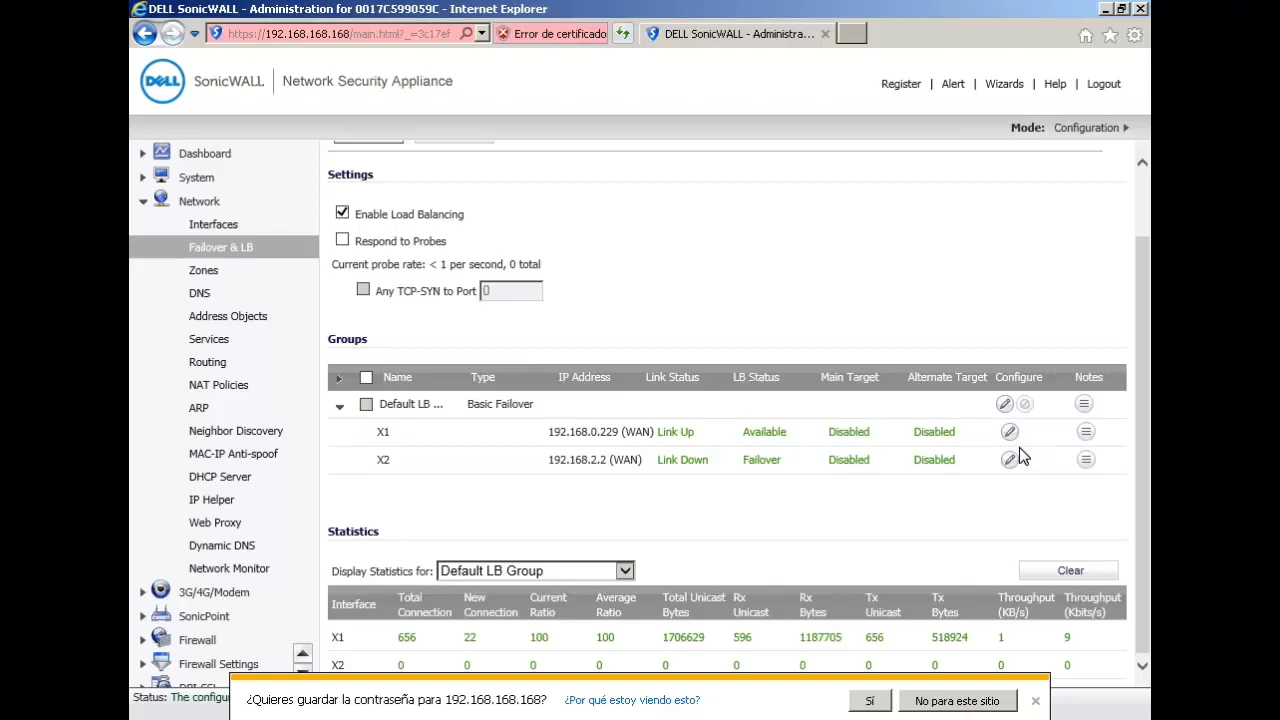 DELL SonicWALL - Administration for 0017C599059C - Internet Explorer
https://192.168.168.168/main.html?_=3c17ef Error de certificado DELL SonicWALL - Administra...
DELL SonicWALL Network Security Appliance
Register | Alert | Wizards | Help | Logout
Mode: Configuration
Dashboard
System
Network
Interfaces
Failover & LB
Zones
DNS
Address Objects
Services
Routing
NAT Policies
ARP
Neighbor Discovery
MAC-IP Anti-spoof
DHCP Server
IP Helper
Web Proxy
Dynamic DNS
Network Monitor
3G/4G/Modem
SonicPoint
Firewall
Firewall Settings
Status: The configu
Settings
Enable Load Balancing
Respond to Probes
Current probe rate: < 1 per second, 0 total
Any TCP-SYN to Port 0
Groups
Name Type IP Address Link Status LB Status Main Target Alternate Target Configure Notes
Default LB ... Basic Failover
X1 192.168.0.229 (WAN) Link Up Available Disabled Disabled
X2 192.168.2.2 (WAN) Link Down Failover Disabled Disabled
Statistics
Display Statistics for: Default LB Group Clear
Interface Total Connection New Connection Current Ratio Average Ratio Total Unicast Bytes Rx Unicast Rx Bytes Tx Unicast Tx Bytes Throughput (KB/s) Throughput (Kbits/s)
X1 656 22 100 100 1706629 596 1187705 656 518924 1 9
X2 0 0 0 0 0 0 0 0 0 0 0
¿Quieres guardar la contraseña para 192.168.168.168? ¿Por qué estoy viendo esto? Sí No para este sitio